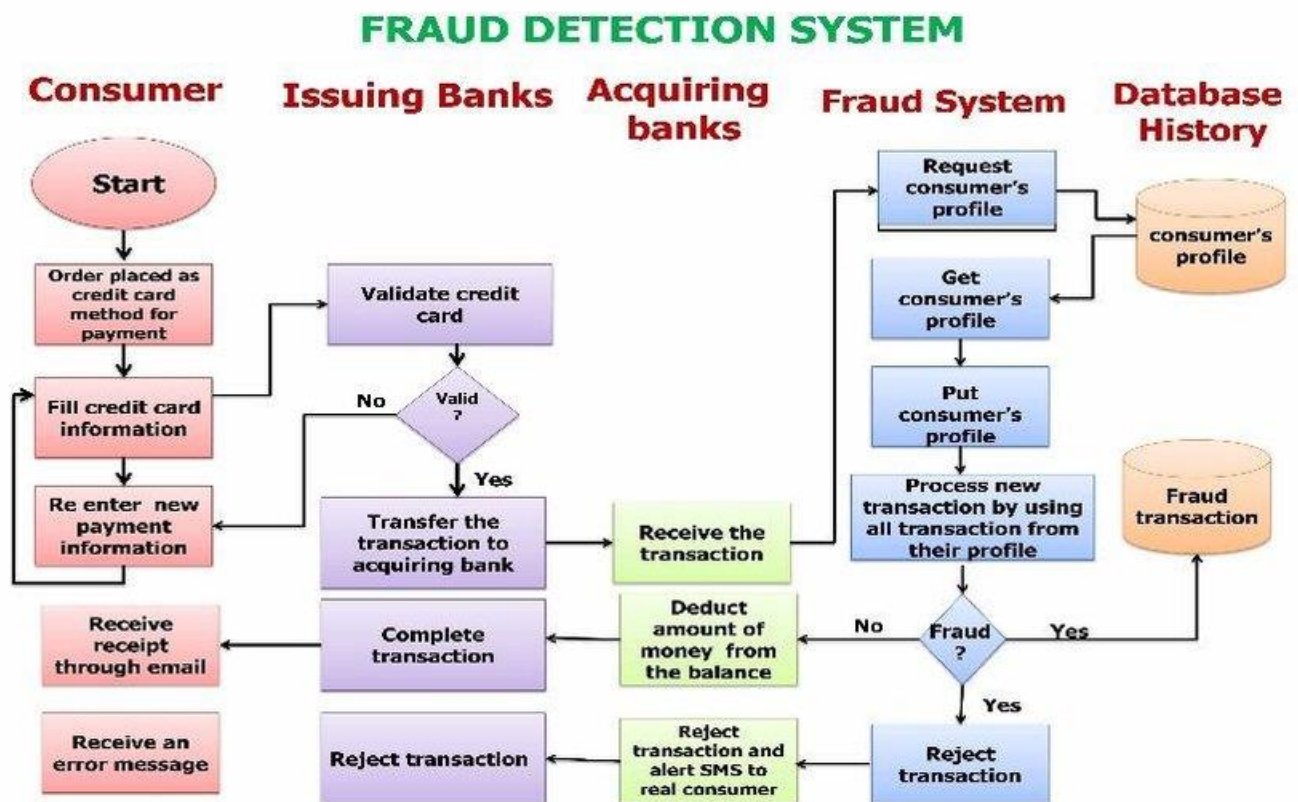 FRAUD DETECTION SYSTEM
Consumer
Issuing Banks
Acquiring
banks
Fraud System
Database
History
Start
Order placed as
credit card
method for
payment
Fill credit card
information
Re enter new
payment
information
Receive
receipt
through email
Receive an
error message
Validate credit
card
Valid
?
No
Yes
Transfer the
transaction to
acquiring bank
Complete
transaction
Reject transaction
Receive the
transaction
Deduct
amount of
money from
the balance
Reject
transaction and
alert SMS to
real consumer
Request
consumer's
profile
Get
consumer's
profile
Put
consumer's
profile
Process new
transaction by using
all transaction from
their profile
Fraud
?
No
Yes
Yes
Reject
transaction
consumer's
profile
Fraud
transaction